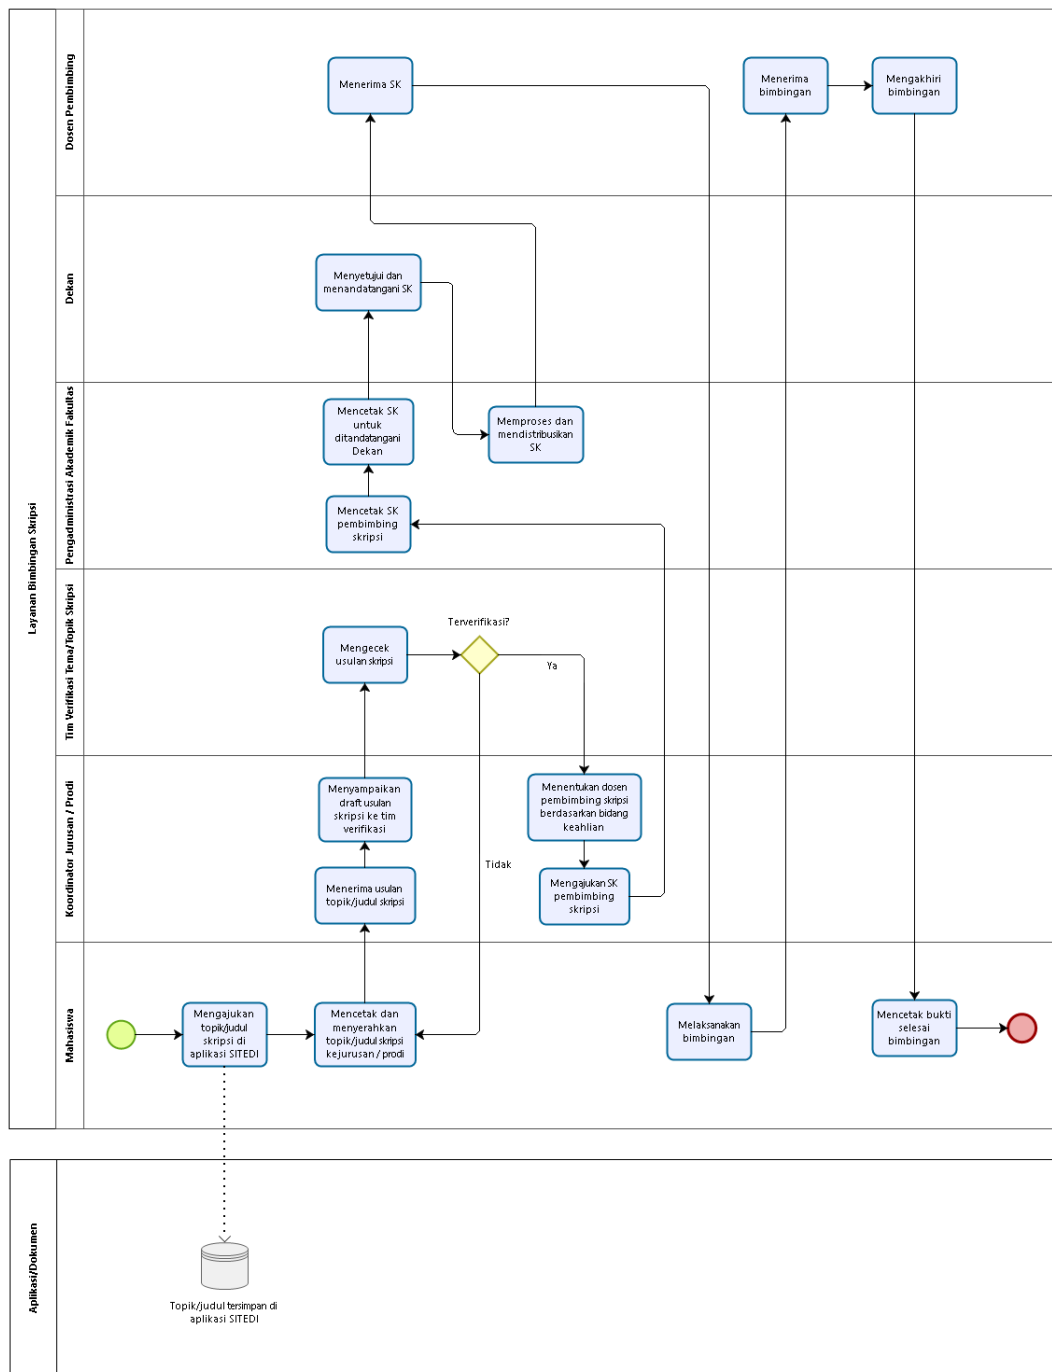 Layanan Bimbingan Skripsi
Dosen Pembimbing
Menerima SK
Menerima
bimbingan
Mengakhiri
bimbingan
Dekan
Menyetujui dan
menandatangani SK
Pengadministrasi Akademik Fakultas
Mencetak SK
untuk
ditandatangani
Dekan
Memproses dan
mendistribusikan
SK
Mencetak SK
pembimbing
skripsi
Tim Verifikasi Tema/Topik Skripsi
Terverifikasi?
Mengecek
usulan skripsi
Ya
Koordinator Jurusan / Prodi
Menyampaikan
draft usulan
skripsi ke tim
verifikasi
Menentukan dosen
pembimbing skripsi
berdasarkan bidang
keahlian
Tidak
Menerima usulan
topik/judul skripsi
Mengajukan SK
pembimbing
skripsi
Mahasiswa
Mengajukan
topik/judul
skripsi di
aplikasi SITEDI
Mencetak dan
menyerahkan
topik/judul skripsi
kejurusan / prodi
Melaksanakan
bimbingan
Mencetak bukti
selesai
bimbingan
Aplikasi/Dokumen
Topik/judul tersimpan di
aplikasi SITEDI